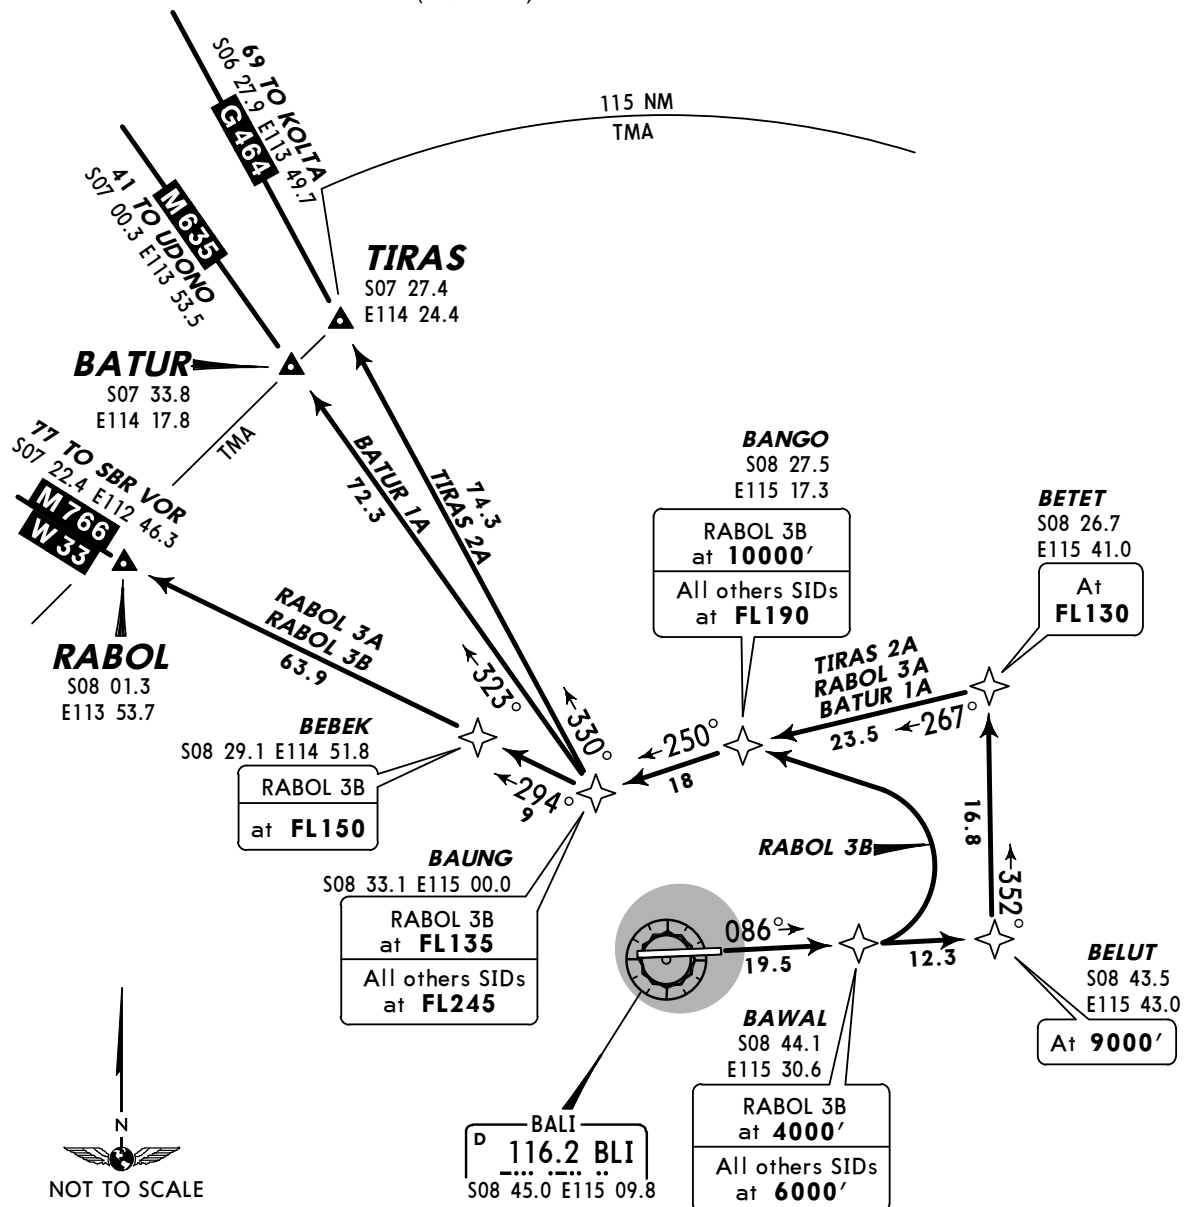 69 TO KOLTA
S06 27.9 E113 49.7
G464
115 NM
TMA
41 TO UDONO
S07 00.3 E113 53.5
M635
TIRAS
S07 27.4
E114 24.4
BATUR
S07 33.8
E114 17.8
TMA
77 TO SBR VOR
S07 22.4 E112 46.3
M766
W33
RABOL
S08 01.3
E113 53.7
BATUR 1A
72.3
74.3
TIRAS 2A
RABOL 3A
RABOL 3B
63.9
323°
330°
BANGO
S08 27.5
E115 17.3
RABOL 3B
at 10000'
All others SIDs
at FL190
BETET
S08 26.7
E115 41.0
At
FL130
TIRAS 2A
RABOL 3A
BATUR 1A
23.5
267°
250°
18
BEBEK
S08 29.1 E114 51.8
RABOL 3B
at FL150
294°
9
BAUNG
S08 33.1 E115 00.0
RABOL 3B
at FL135
All others SIDs
at FL245
RABOL 3B
16.8
352°
086°
19.5
12.3
BELUT
S08 43.5
E115 43.0
At 9000'
BAWAL
S08 44.1
E115 30.6
RABOL 3B
at 4000'
All others SIDs
at 6000'
BALI
D 116.2 BLI
S08 45.0 E115 09.8
N
NOT TO SCALE